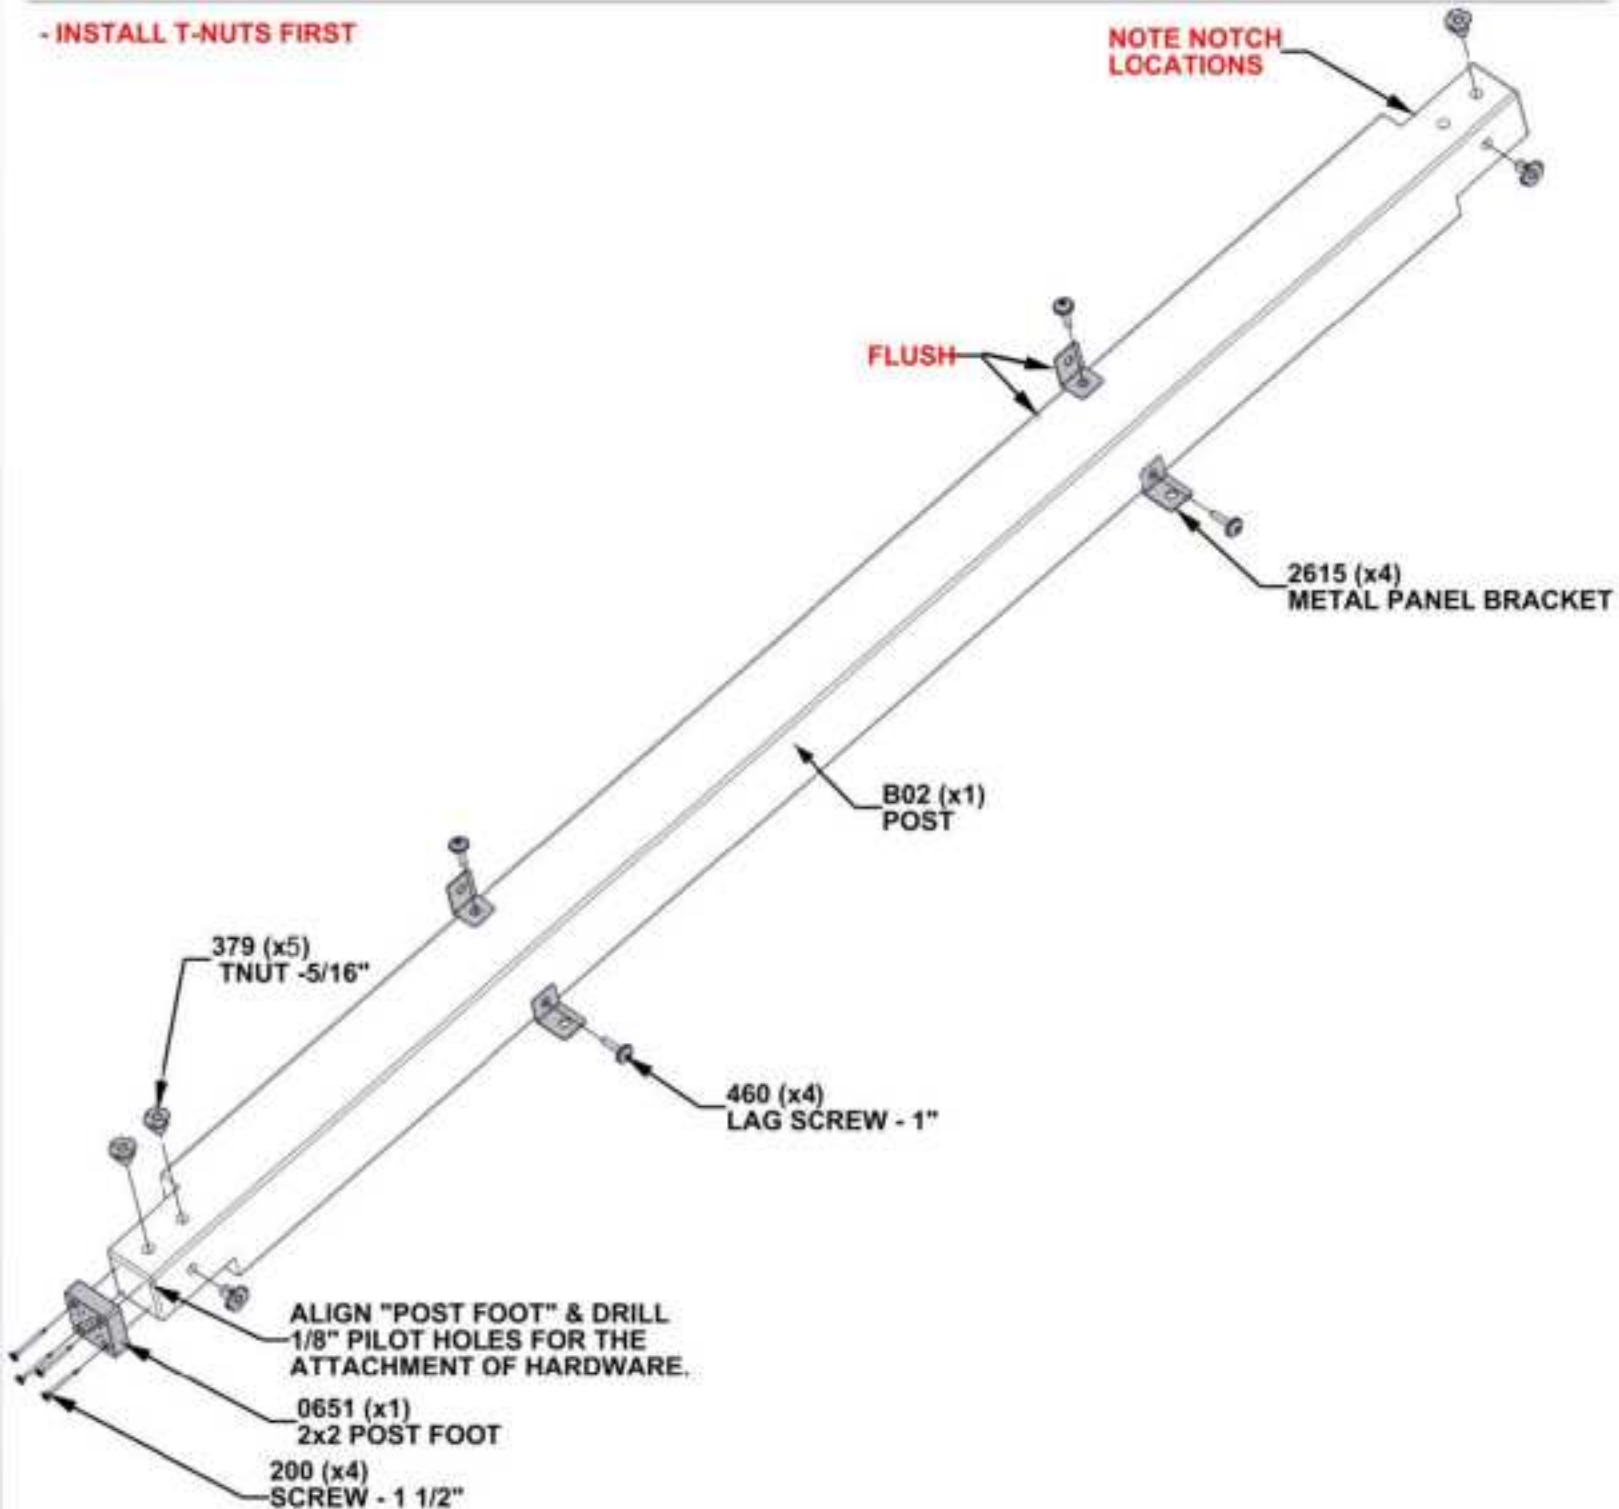 - INSTALL T-NUTS FIRST
NOTE NOTCH
LOCATIONS
FLUSH
2615 (x4)
METAL PANEL BRACKET
B02 (x1)
POST
379 (x5)
TNUT -5/16"
460 (x4)
LAG SCREW - 1"
ALIGN "POST FOOT" & DRILL
1/8" PILOT HOLES FOR THE
ATTACHMENT OF HARDWARE.
0651 (x1)
2x2 POST FOOT
200 (x4)
SCREW - 1 1/2"